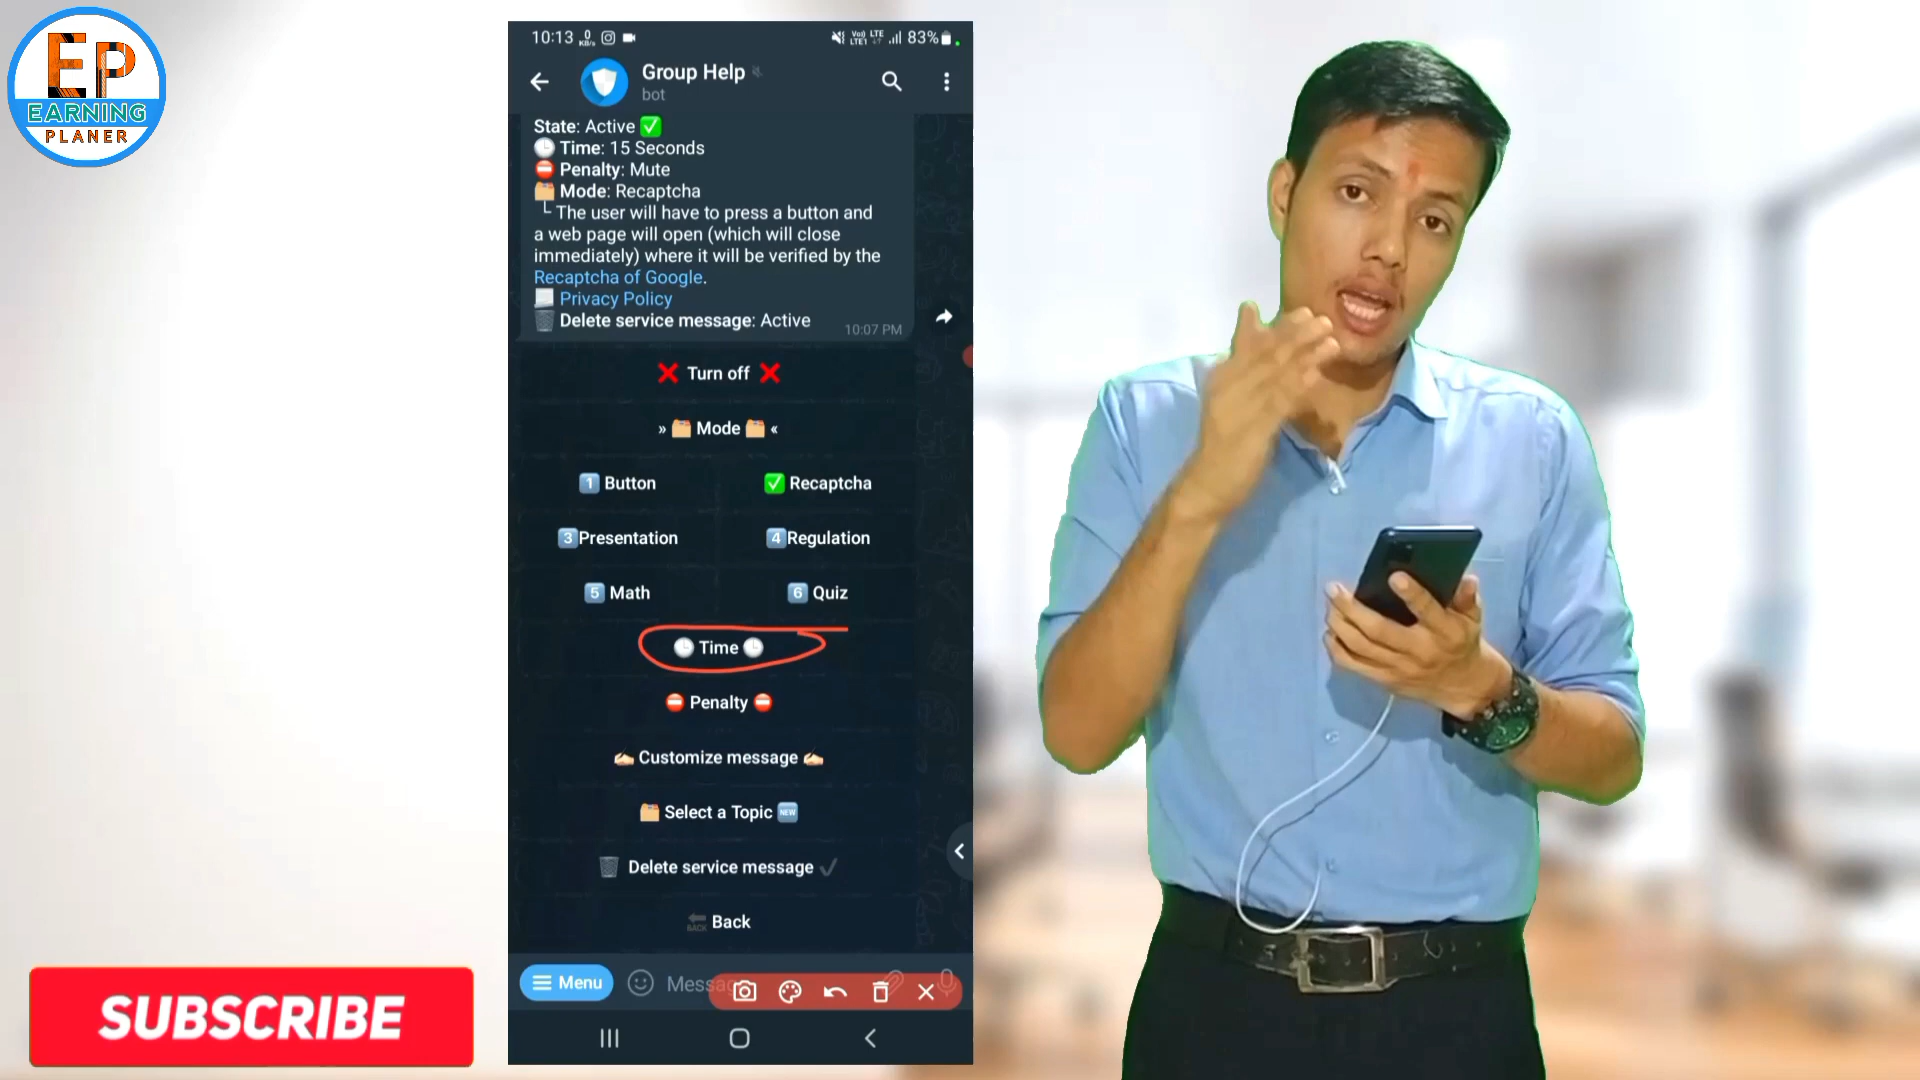 EP
EARNING
PLANER
10:13 0 KB/s 83%
Group Help
bot
State: Active ✅
🕒 Time: 15 Seconds
⛔ Penalty: Mute
🗂 Mode: Recaptcha
└ The user will have to press a button and
a web page will open (which will close
immediately) where it will be verified by the
Recaptcha of Google.
Privacy Policy
🗑 Delete service message: Active
10:07 PM
❌ Turn off ❌
» 🗂 Mode 🗂 «
1 Button
✅ Recaptcha
3 Presentation
4 Regulation
5 Math
6 Quiz
🕒 Time 🕒
⛔ Penalty ⛔
✍ Customize message ✍
🗂 Select a Topic NEW
🗑 Delete service message ✓
BACK Back
Menu
Messa
SUBSCRIBE